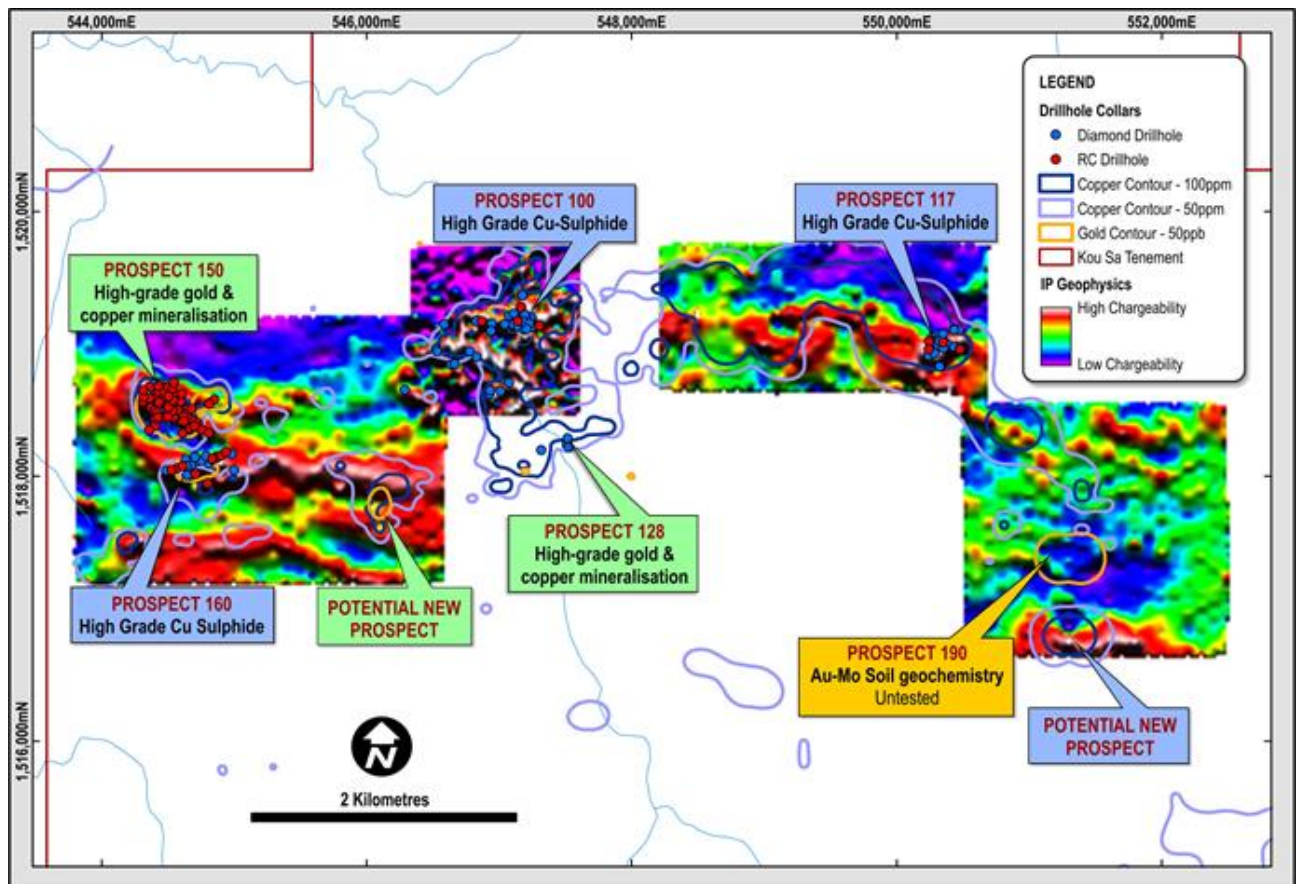 544,000mE
546,000mE
548,000mE
550,000mE
552,000mE
1,520,000mN
1,518,000mN
1,516,000mN
LEGEND
Drillhole Collars
Diamond Drillhole
RC Drillhole
Copper Contour - 100ppm
Copper Contour - 50ppm
Gold Contour - 50ppb
Kou Sa Tenement
IP Geophysics
High Chargeability
Low Chargeability
PROSPECT 100
High Grade Cu-Sulphide
PROSPECT 117
High Grade Cu-Sulphide
PROSPECT 150
High-grade gold &
copper mineralisation
PROSPECT 128
High-grade gold &
copper mineralisation
PROSPECT 160
High Grade Cu Sulphide
POTENTIAL NEW
PROSPECT
PROSPECT 190
Au-Mo Soil geochemistry
Untested
POTENTIAL NEW
PROSPECT
N
2 Kilometres